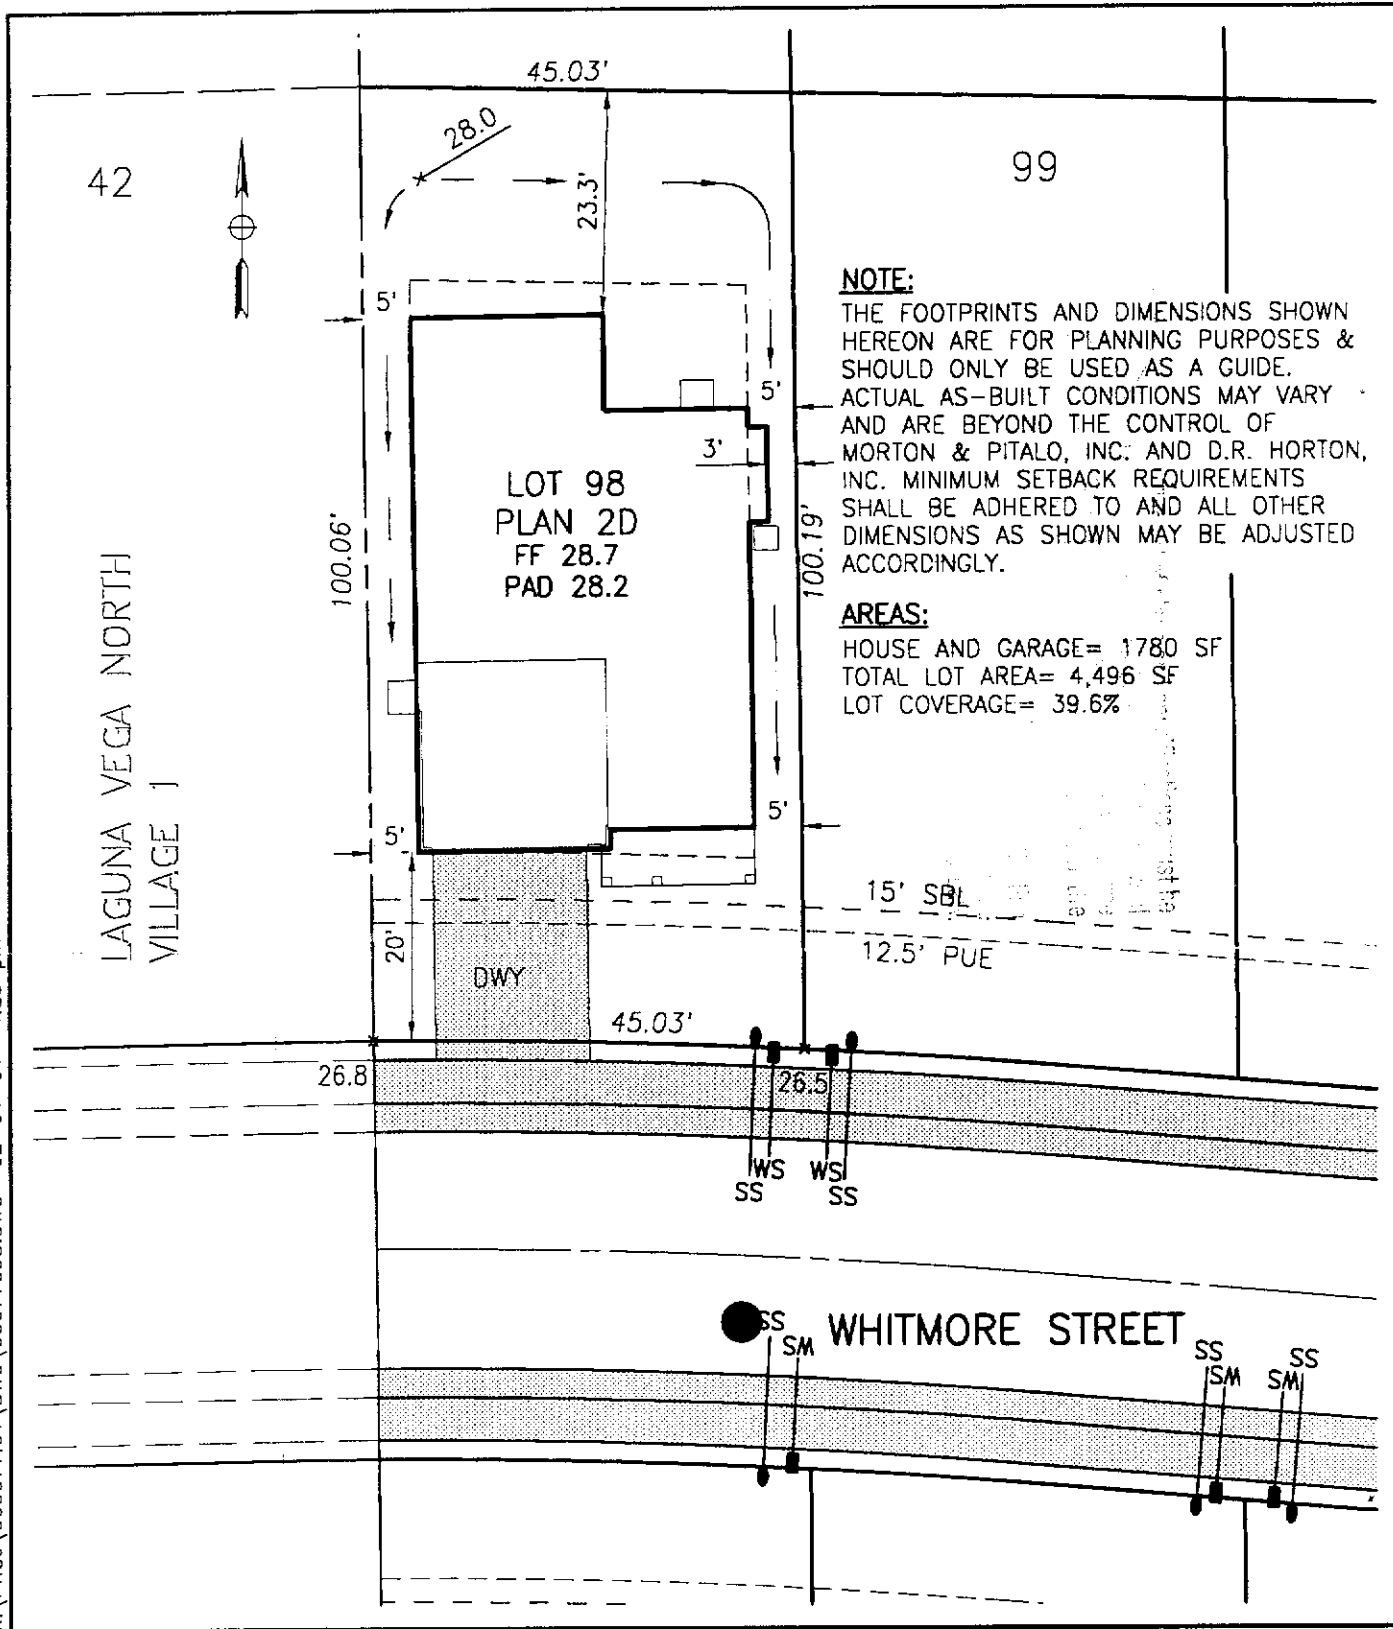 45.03'
28.0
42
99
23.3'
5'
NOTE:
THE FOOTPRINTS AND DIMENSIONS SHOWN
HEREON ARE FOR PLANNING PURPOSES &
SHOULD ONLY BE USED AS A GUIDE.
ACTUAL AS-BUILT CONDITIONS MAY VARY
AND ARE BEYOND THE CONTROL OF
MORTON & PITALO, INC. AND D.R. HORTON,
INC. MINIMUM SETBACK REQUIREMENTS
SHALL BE ADHERED TO AND ALL OTHER
DIMENSIONS AS SHOWN MAY BE ADJUSTED
ACCORDINGLY.
5'
3'
LOT 98
PLAN 2D
FF 28.7
PAD 28.2
100.06'
100.19'
AREAS:
HOUSE AND GARAGE= 1780 SF
TOTAL LOT AREA= 4,496 SF
LOT COVERAGE= 39.6%
LAGUNA VEGA NORTH
VILLAGE 1
5'
5'
15' SBL
12.5' PUE
20'
DWY
45.03'
26.8
26.5
SS
WS
WS
SS
WHITMORE STREET
SS
SM
SS
SM
SM
SS